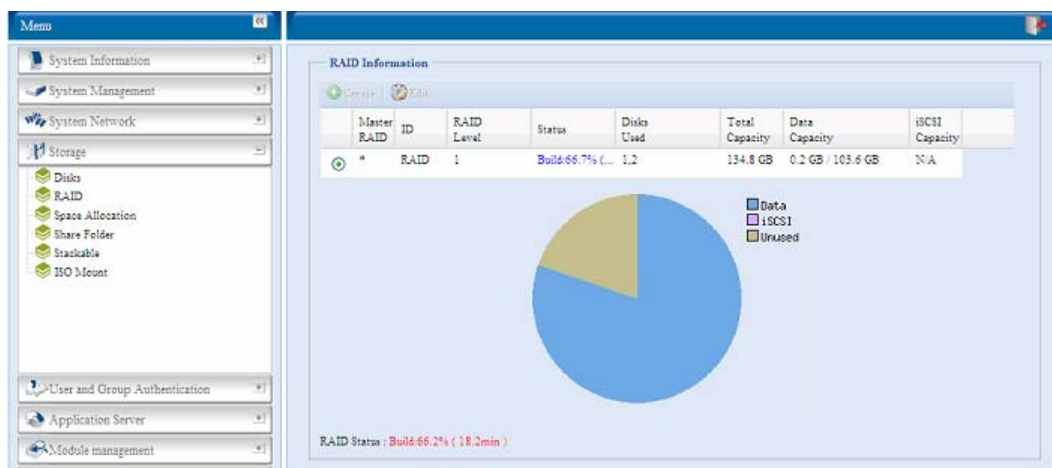 Menu
System Information
System Management
System Network
Storage
Disks
RAID
Space Allocation
Share Folder
Stackable
ISO Mount
User and Group Authentication
Application Server
Module management
RAID Information
Create Edit
Master RAID ID RAID Level Status Disks Used Total Capacity Data Capacity iSCSI Capacity
* RAID 1 Build:66.7% (... 1,2 134.8 GB 0.2 GB / 103.6 GB N/A
Data
iSCSI
Unused
RAID Status : Build:66.2% ( 18.2min )